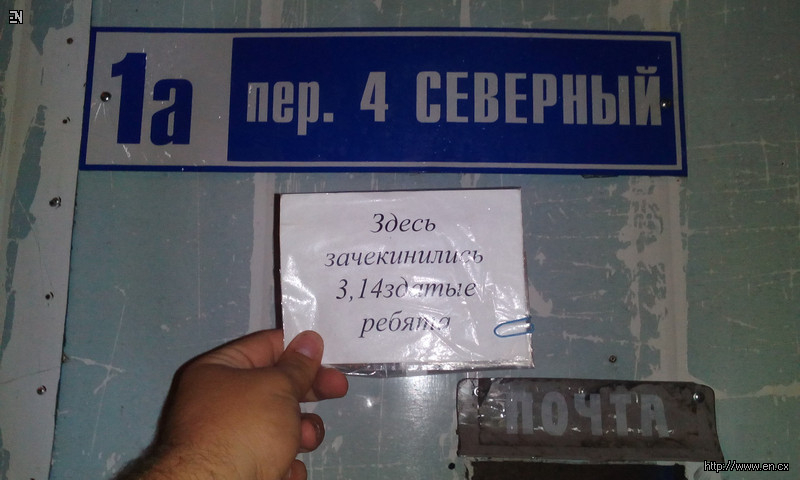 EN
1а пер. 4 СЕВЕРНЫЙ
Здесь
зачекинились
3,14здатые
ребята
ПОЧТА
http://www.en.cx